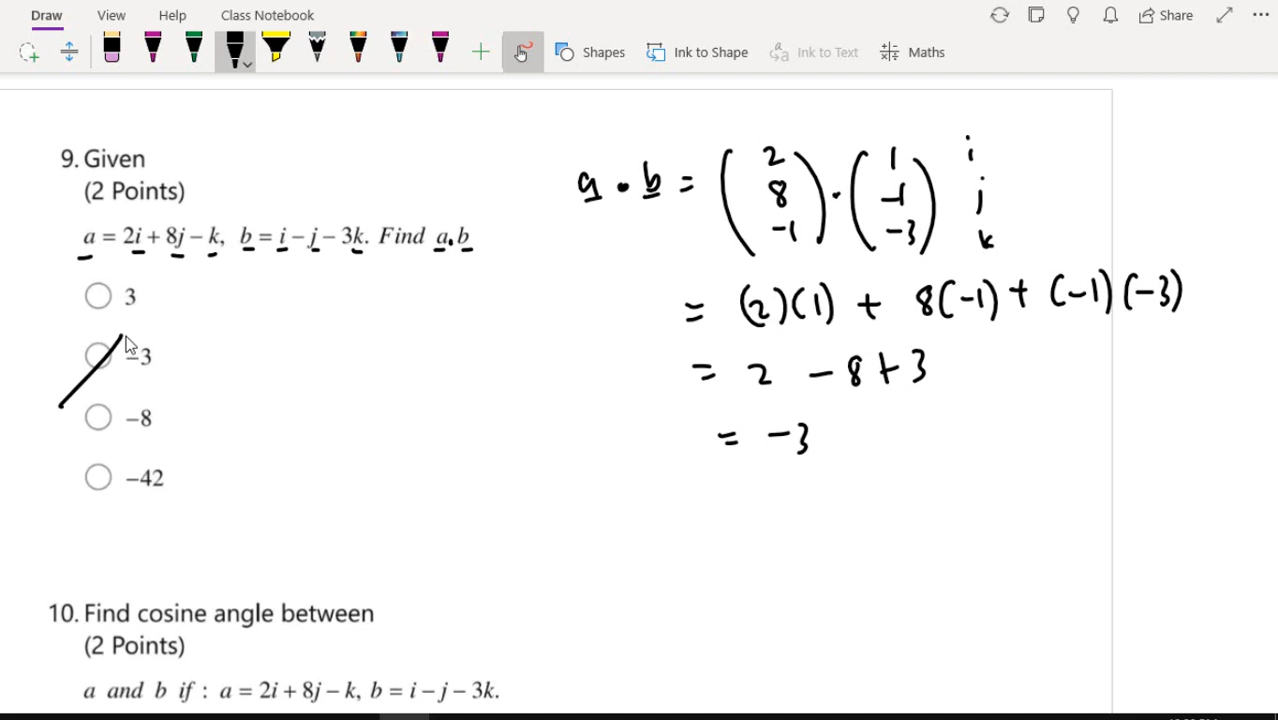 Draw View Help Class Notebook Share
Shapes Ink to Shape Ink to Text Maths
9. Given
(2 Points)
a = 2i + 8j − k, b = i − j − 3k. Find a.b
3
−3
−8
−42
a · b = (2 8 -1) · (1 -1 -3) i j k
= (2)(1) + 8(-1) + (-1)(-3)
= 2 - 8 + 3
= -3
10. Find cosine angle between
(2 Points)
a and b if : a = 2i + 8j − k, b = i − j − 3k.